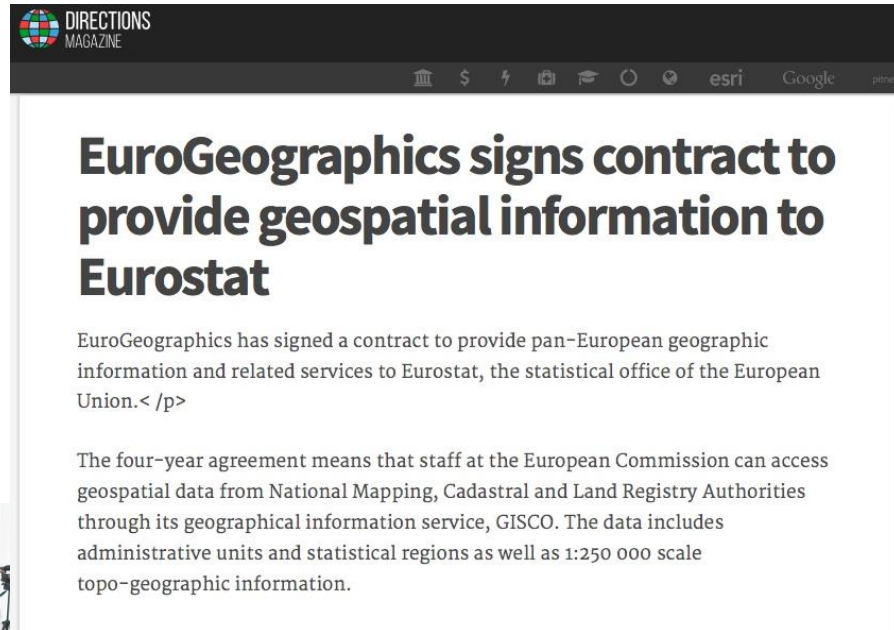 DIRECTIONS
MAGAZINE
esri Google
EuroGeographics signs contract to
provide geospatial information to
Eurostat
EuroGeographics has signed a contract to provide pan-European geographic
information and related services to Eurostat, the statistical office of the European
Union.< /p>
The four-year agreement means that staff at the European Commission can access
geospatial data from National Mapping, Cadastral and Land Registry Authorities
through its geographical information service, GISCO. The data includes
administrative units and statistical regions as well as 1:250 000 scale
topo-geographic information.